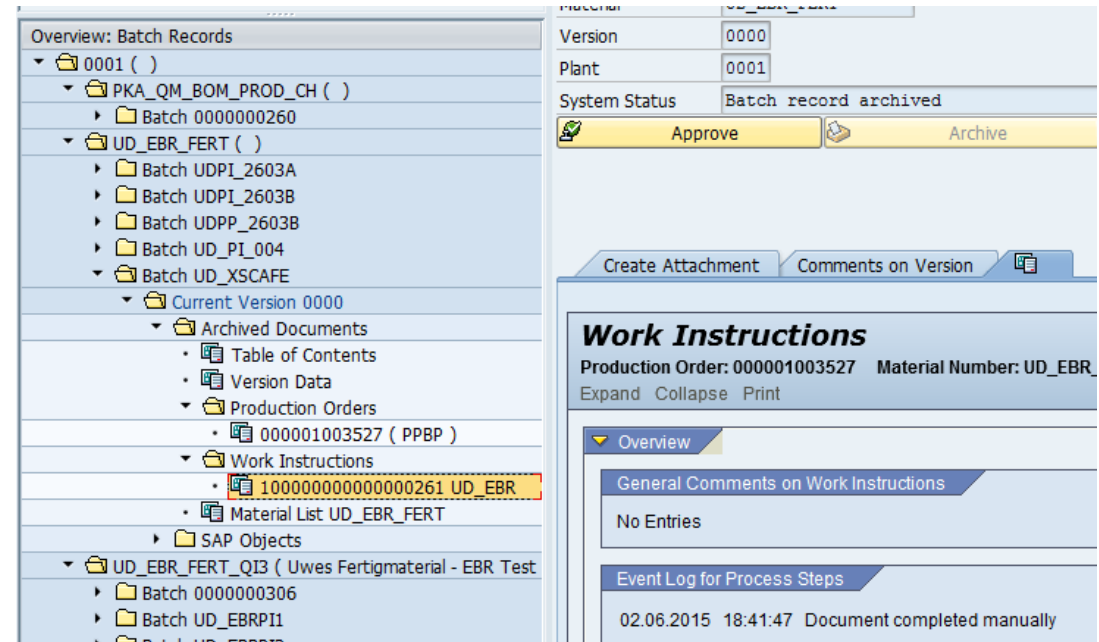 Overview: Batch Records
0001 ( )
PKA_QM_BOM_PROD_CH ( )
Batch 0000000260
UD_EBR_FERT ( )
Batch UDPI_2603A
Batch UDPI_2603B
Batch UDPP_2603B
Batch UD_PI_004
Batch UD_XSCAFE
Current Version 0000
Archived Documents
Table of Contents
Version Data
Production Orders
000001003527 ( PPBP )
Work Instructions
100000000000000261 UD_EBR
Material List UD_EBR_FERT
SAP Objects
UD_EBR_FERT_QI3 ( Uwes Fertigmaterial - EBR Test
Batch 0000000306
Batch UD_EBRPI1
Material UD_EBR_FERT
Version 0000
Plant 0001
System Status Batch record archived
Approve Archive
Create Attachment Comments on Version
Work Instructions
Production Order: 000001003527 Material Number: UD_EBR_
Expand Collapse Print
Overview
General Comments on Work Instructions
No Entries
Event Log for Process Steps
02.06.2015 18:41:47 Document completed manually